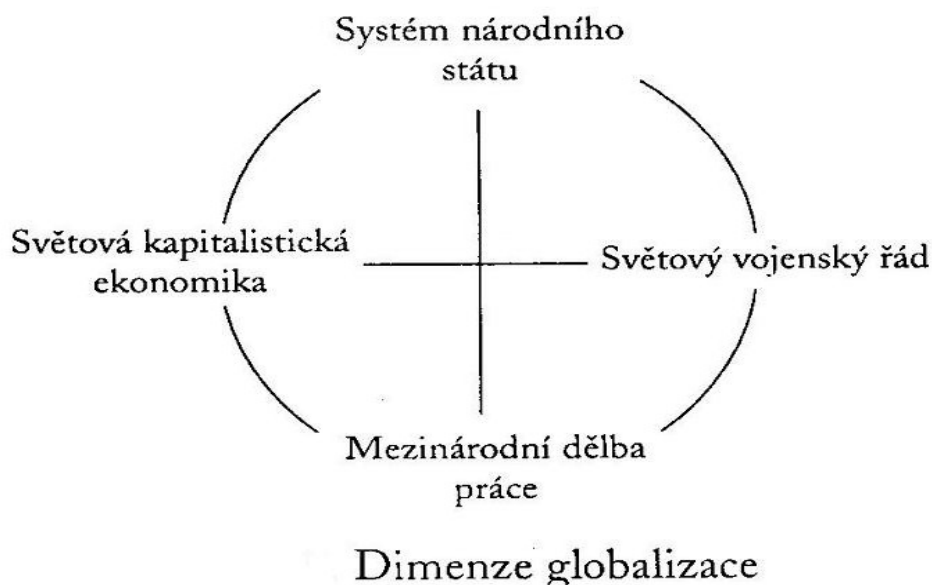 Systém národního
státu
Světová kapitalistická
ekonomika
Světový vojenský řád
Mezinárodní dělba
práce
Dimenze globalizace